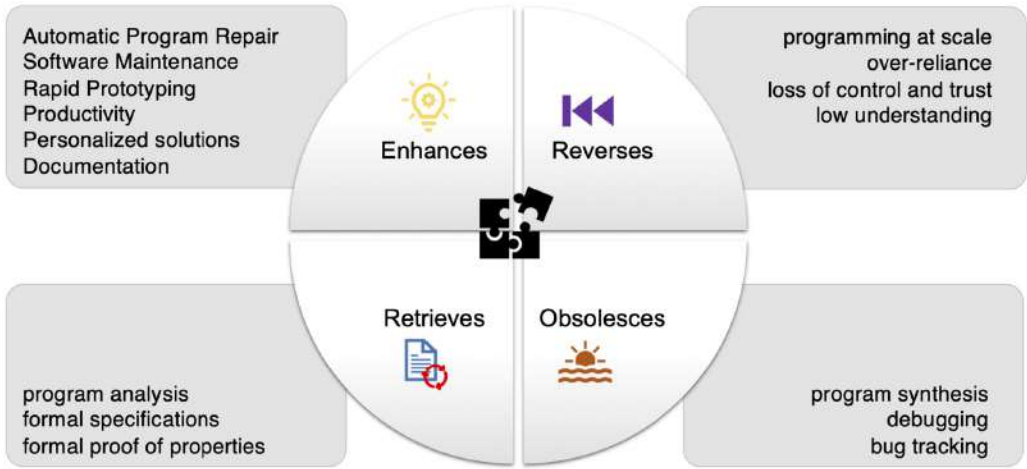 Automatic Program Repair
Software Maintenance
Rapid Prototyping
Productivity
Personalized solutions
Documentation
Enhances
Reverses
programming at scale
over-reliance
loss of control and trust
low understanding
Retrieves
Obsolesces
program analysis
formal specifications
formal proof of properties
program synthesis
debugging
bug tracking